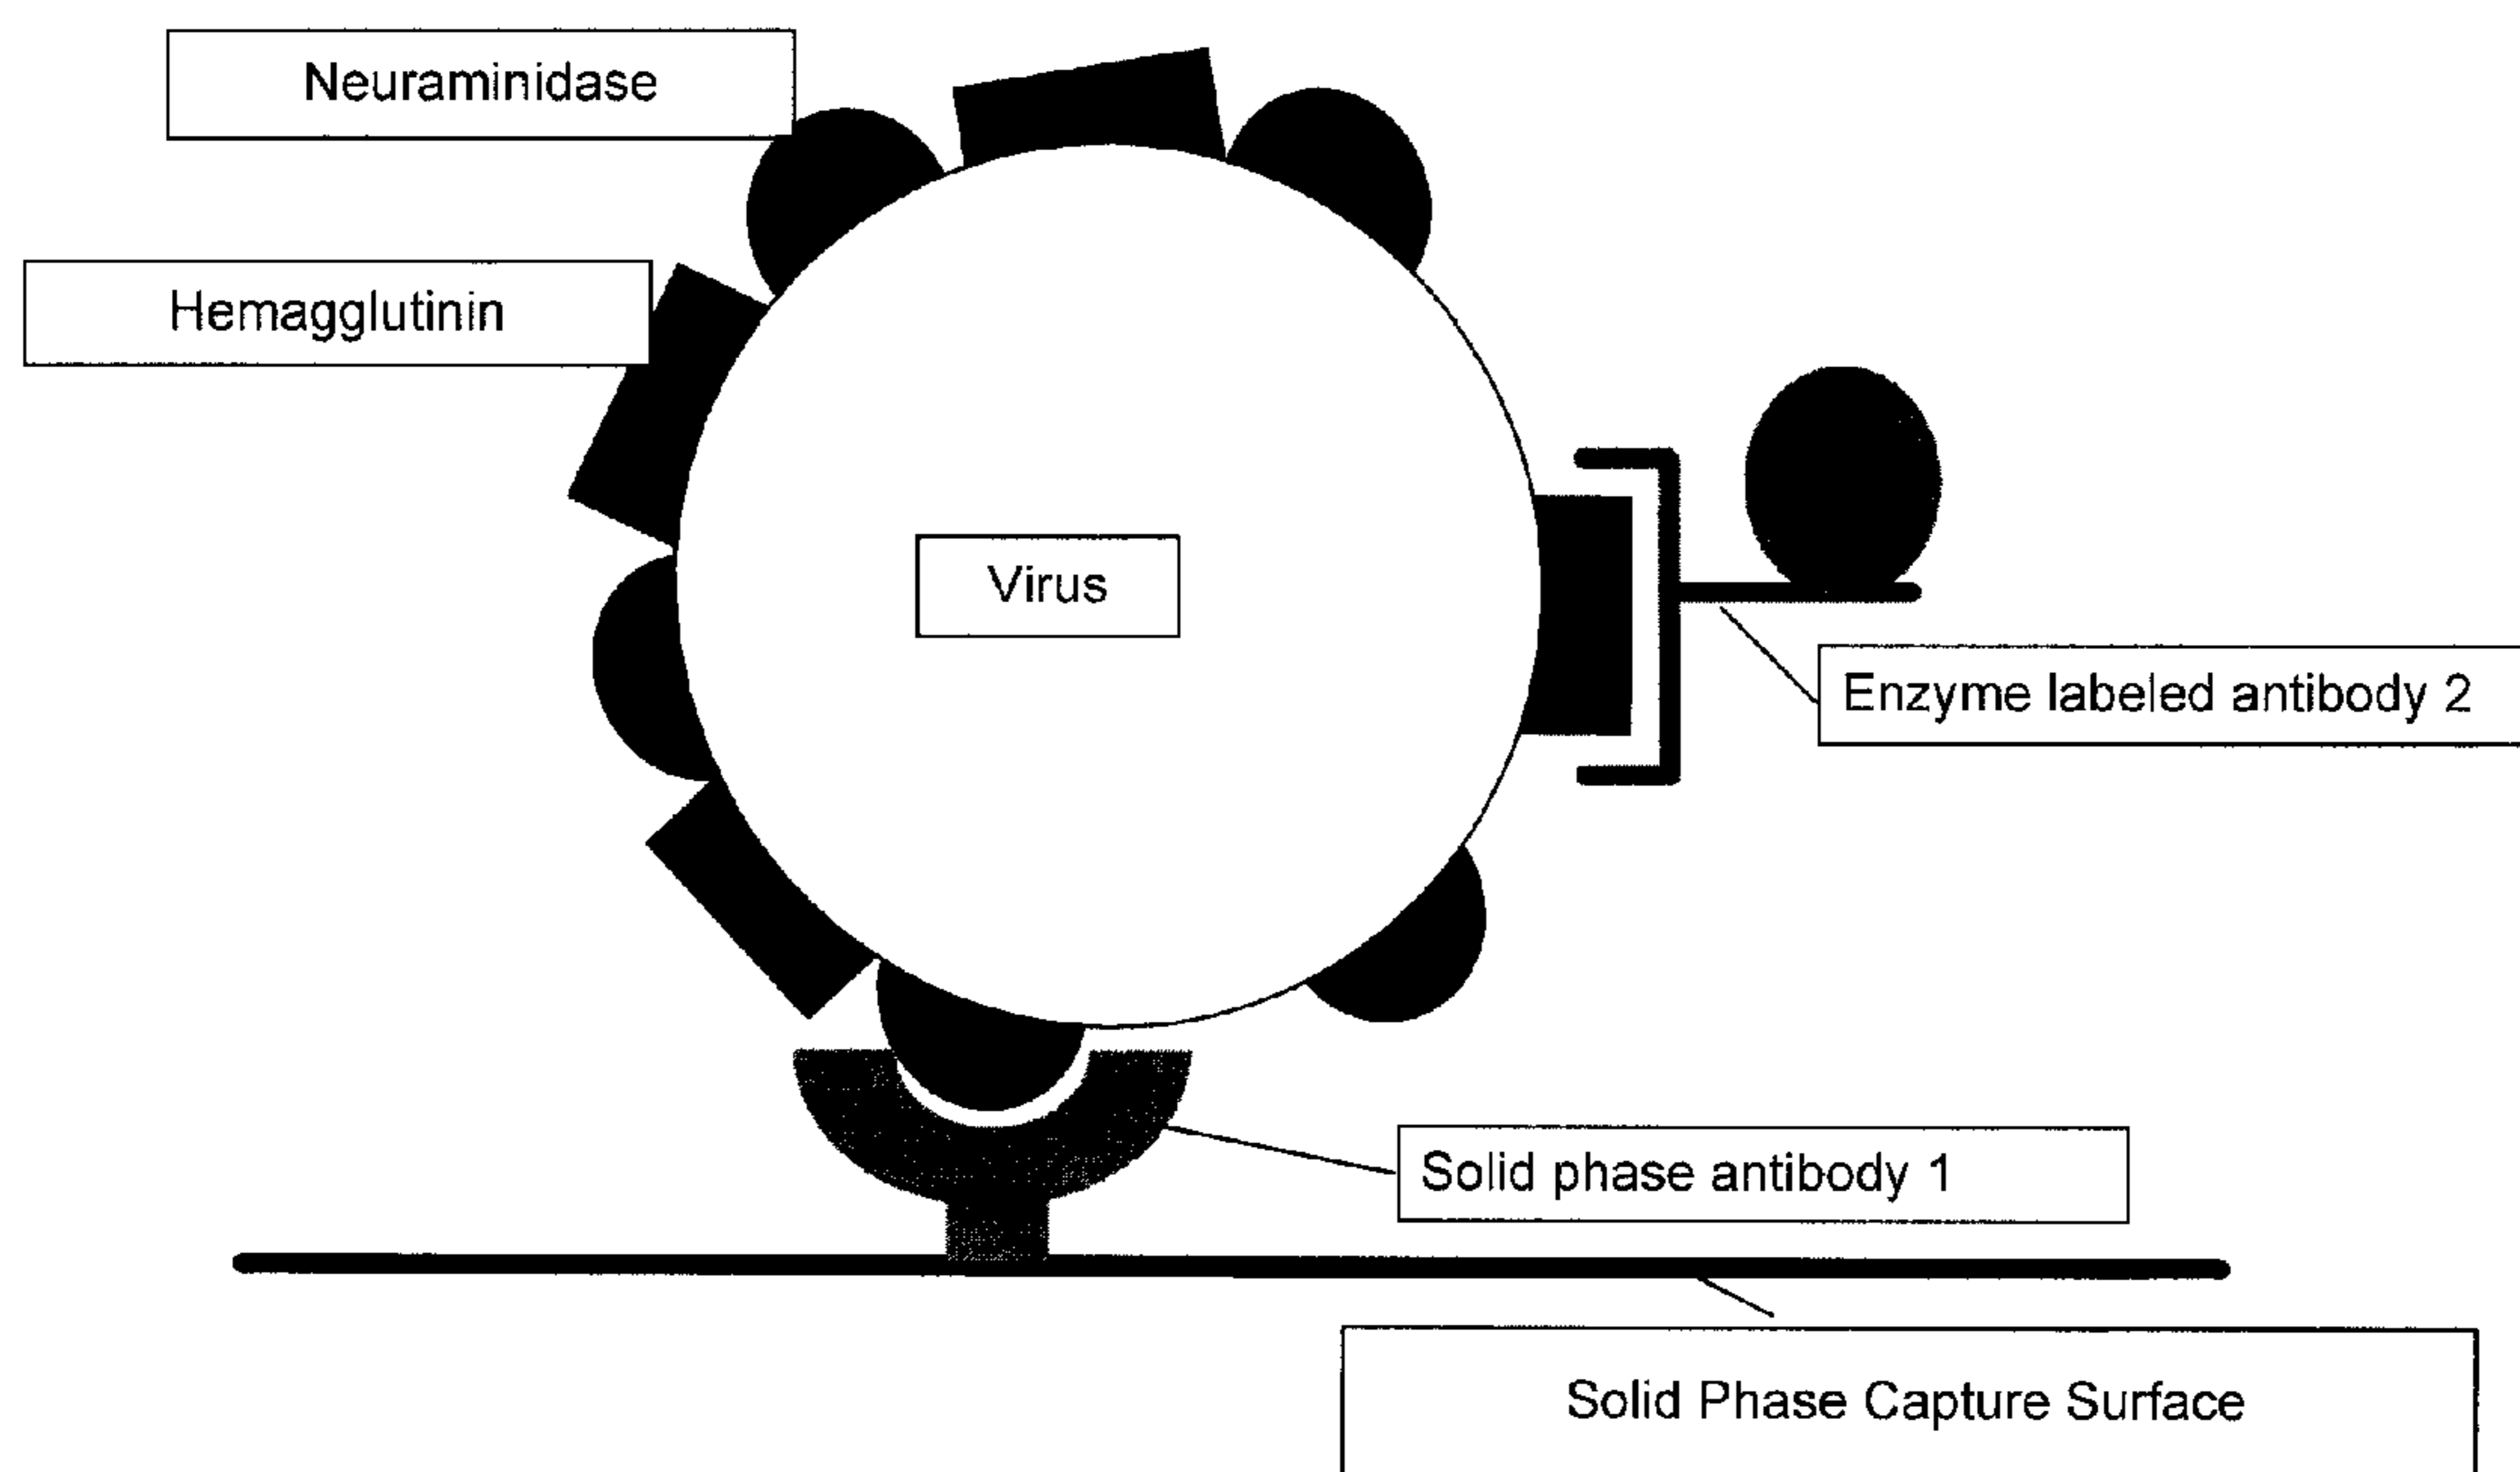 Neuraminidase
Hemagglutinin
Virus
Enzyme labeled antibody 2
Solid phase antibody 1
Solid Phase Capture Surface